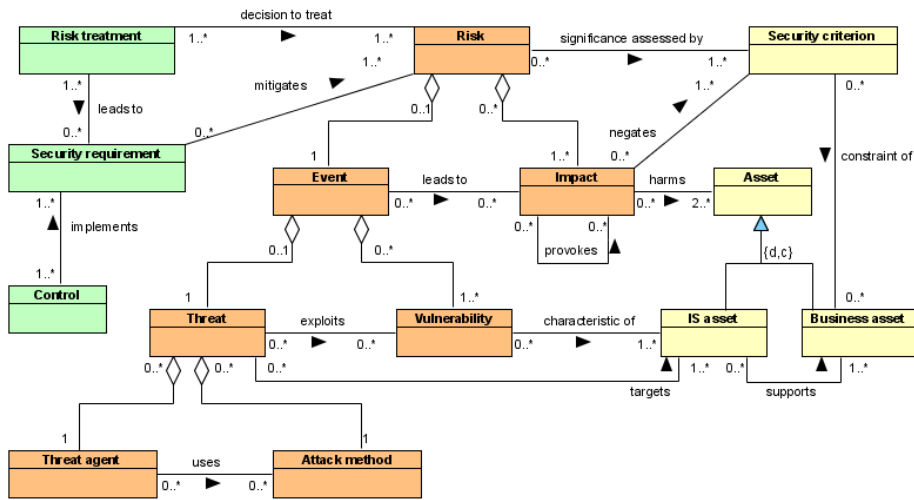 decision to treat
Risk treatment
1..*
1..*
Risk
significance assessed by
0..*
1..*
Security criterion
1..*
leads to
0..*
mitigates
1..*
0..*
0..1
0..*
1..*
negates
0..*
0..*
constraint of
Security requirement
1
Event
leads to
0..*
0..*
1..*
Impact
harms
0..*
2..*
Asset
1..*
implements
1..*
0..1
0..*
0..*
0..*
provokes
{d,c}
Control
1
Threat
exploits
0..*
0..*
1..*
Vulnerability
characteristic of
0..*
1..*
IS asset
0..*
Business asset
0..*
0..*
0..*
targets
1..*
0..*
supports
1..*
1
Threat agent
uses
0..*
0..*
1
Attack method